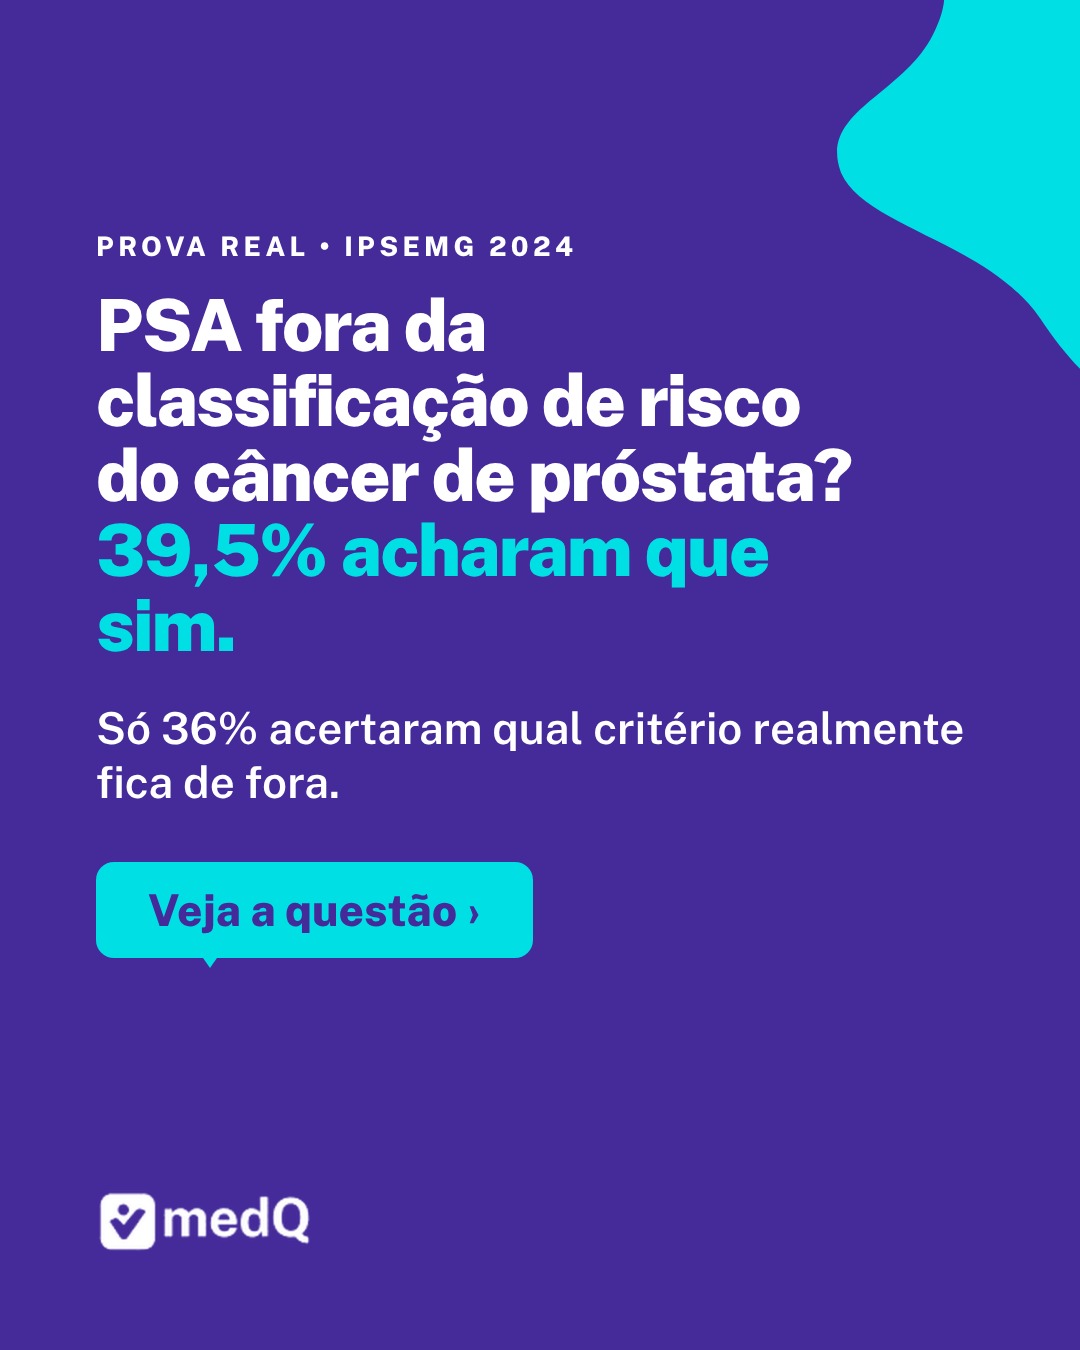 PROVA REAL • IPSEMG 2024
PSA fora da
classificação de risco
do câncer de próstata?
39,5% acharam que
sim.
Só 36% acertaram qual critério realmente
fica de fora.
Veja a questão ›
medQ